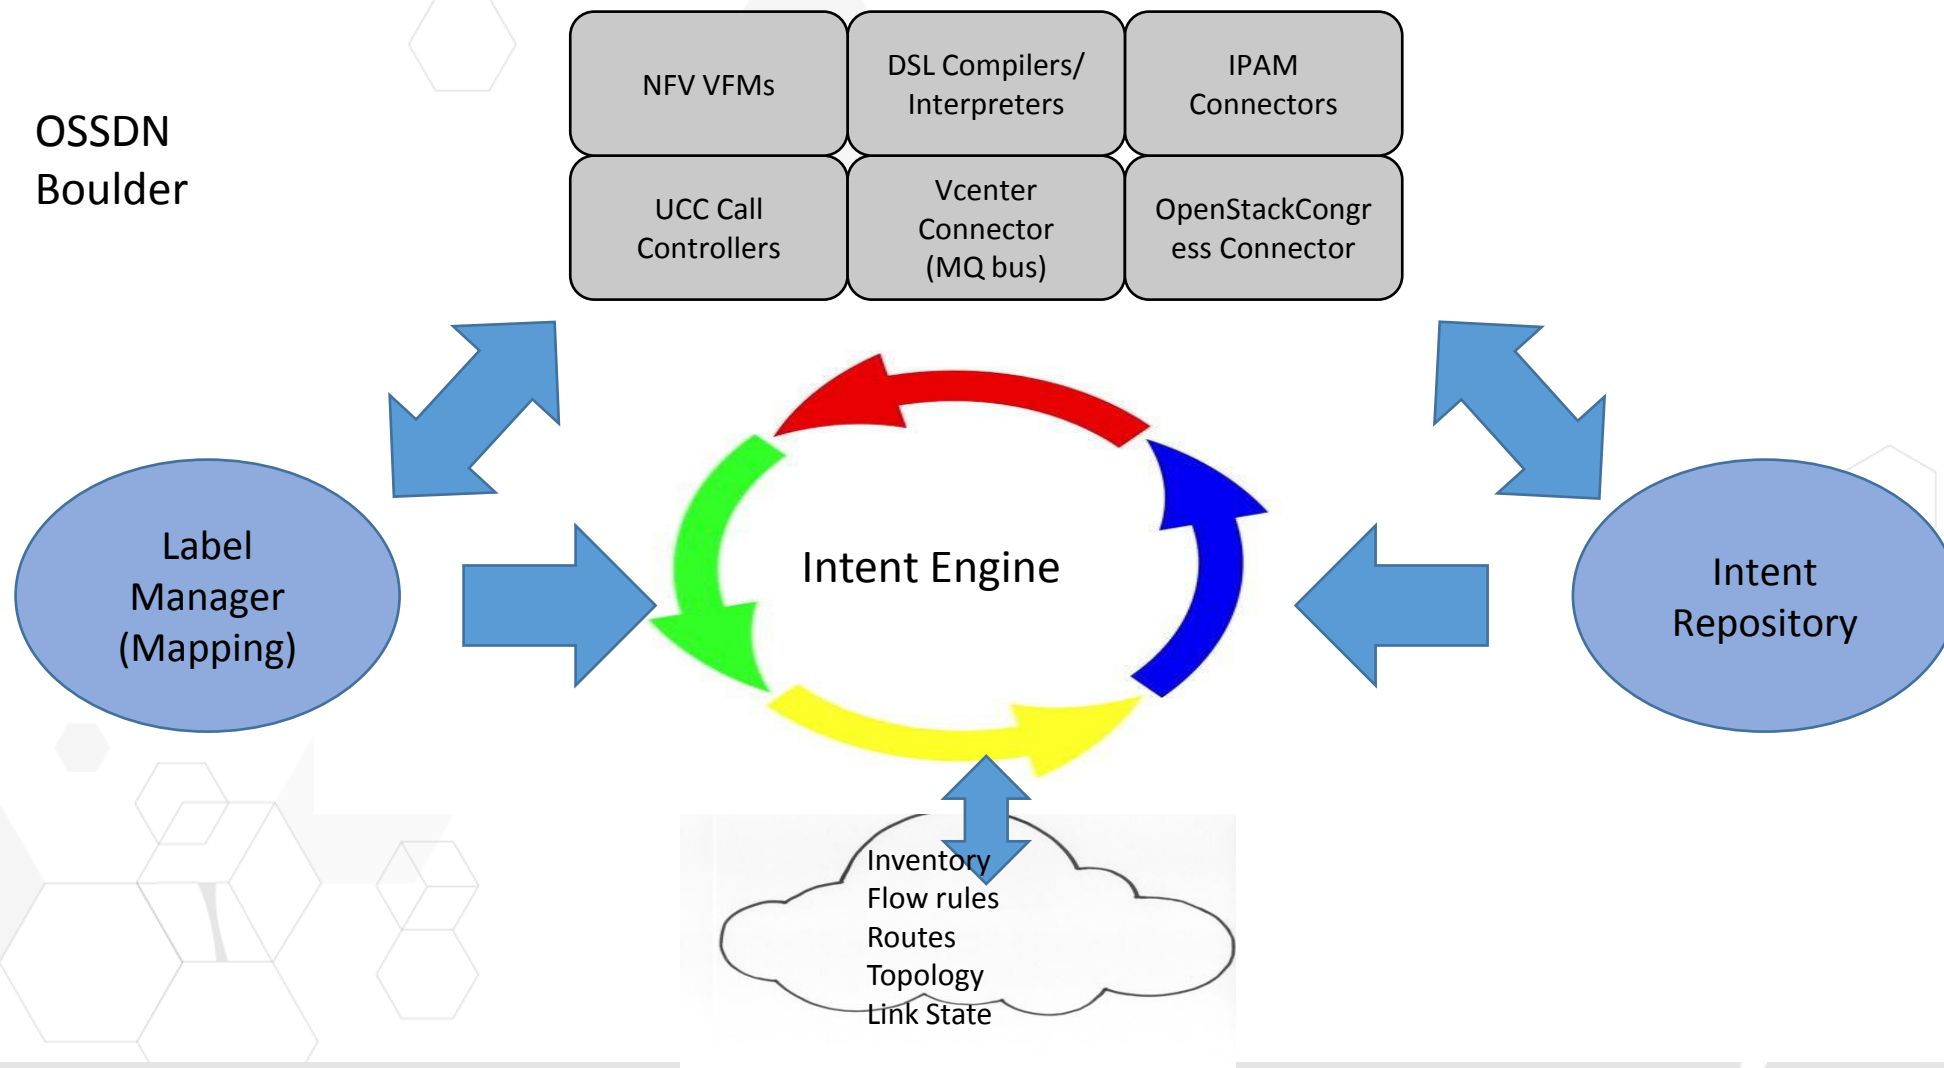 OSSDN
Boulder
NFV VFMs
DSL Compilers/
Interpreters
IPAM
Connectors
UCC Call
Controllers
Vcenter
Connector
(MQ bus)
OpenStackCongr
ess Connector
Label
Manager
(Mapping)
Intent Engine
Intent
Repository
Inventory
Flow rules
Routes
Topology
Link State